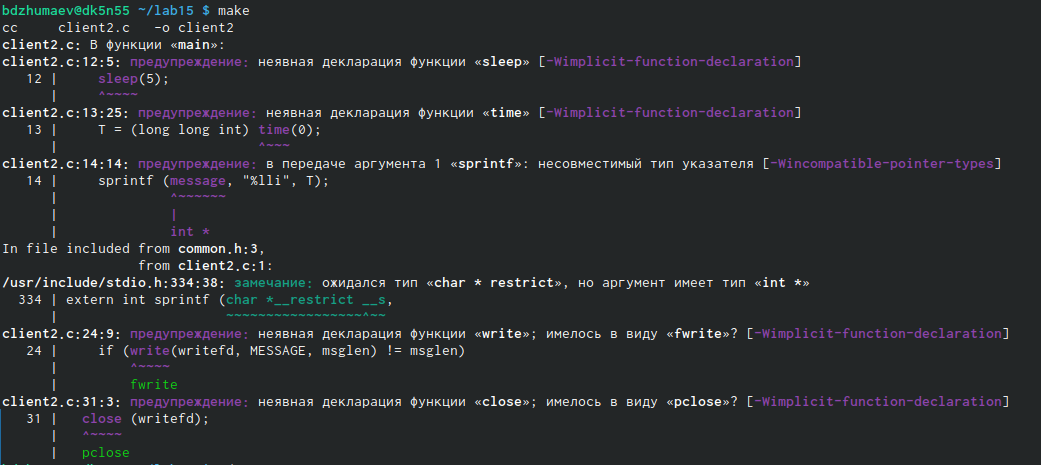 bdzhumaev@dk5n55 ~/lab15 $ make
cc     client2.c   -o client2
client2.c: В функции «main»:
client2.c:12:5: предупреждение: неявная декларация функции «sleep» [-Wimplicit-function-declaration]
   12 |     sleep(5);
      |     ^~~~~
client2.c:13:25: предупреждение: неявная декларация функции «time» [-Wimplicit-function-declaration]
   13 |     T = (long long int) time(0);
      |                         ^~~~
client2.c:14:14: предупреждение: в передаче аргумента 1 «sprintf»: несовместимый тип указателя [-Wincompatible-pointer-types]
   14 |     sprintf (message, "%lli", T);
      |              ^~~~~~~
      |              |
      |              int *
In file included from common.h:3,
                 from client2.c:1:
/usr/include/stdio.h:334:38: замечание: ожидался тип «char * restrict», но аргумент имеет тип «int *»
  334 | extern int sprintf (char *__restrict __s,
      |                     ~~~~~~~~~~~~~~~~~^~~
client2.c:24:9: предупреждение: неявная декларация функции «write»; имелось в виду «fwrite»? [-Wimplicit-function-declaration]
   24 |     if (write(writefd, MESSAGE, msglen) != msglen)
      |         ^~~~~
      |         fwrite
client2.c:31:3: предупреждение: неявная декларация функции «close»; имелось в виду «pclose»? [-Wimplicit-function-declaration]
   31 |   close (writefd);
      |   ^~~~~
      |   pclose